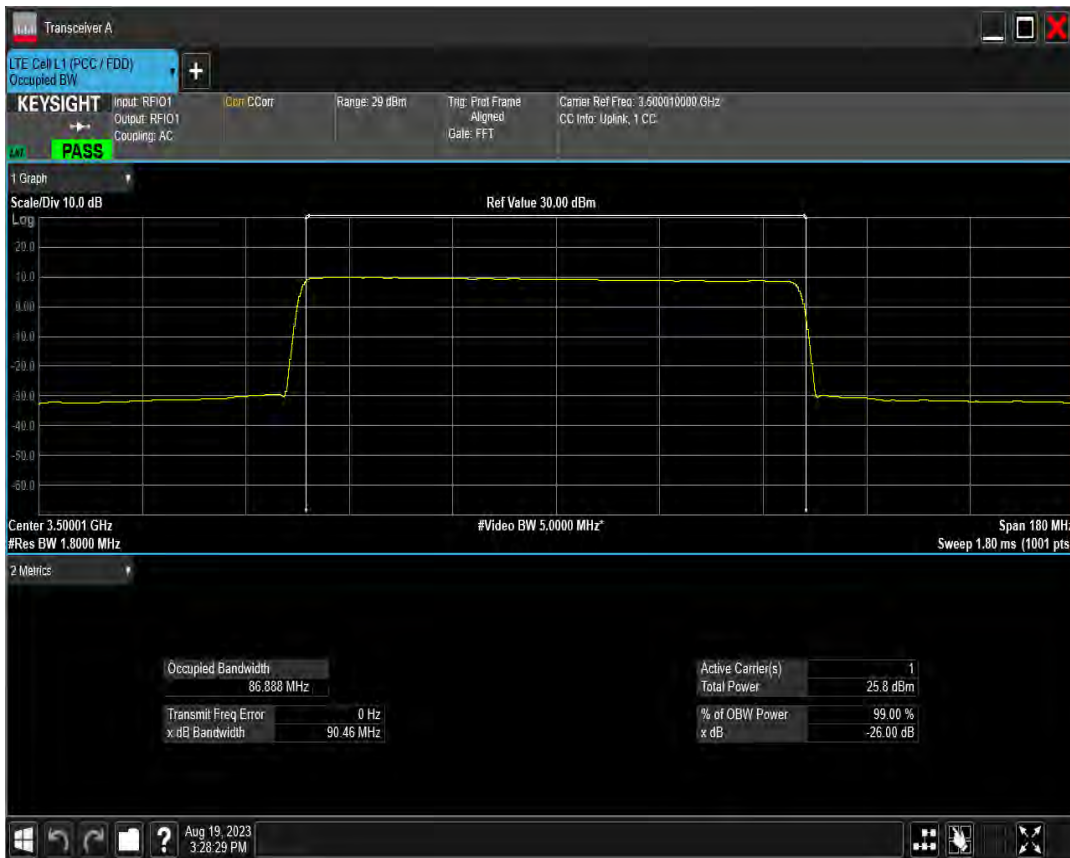 Transceiver A
LTE Cell L1 (PCC / FDD)
Occupied BW
+
KEYSIGHT
Input: RFIO1
Output: RFIO1
Coupling: AC
Corr CCorr
Range: 29 dBm
Trig: Prot Frame
Aligned
Gate: FFT
Carrier Ref Freq: 3.500010000 GHz
CC Info: Uplink, 1 CC
PASS
1 Graph
Scale/Div 10.0 dB
Ref Value 30.00 dBm
Log
20.0
10.0
0.00
-10.0
-20.0
-30.0
-40.0
-50.0
-60.0
Center 3.50001 GHz
#Video BW 5.0000 MHz*
Span 180 MHz
#Res BW 1.8000 MHz
Sweep 1.80 ms (1001 pts
2 Metrics
Occupied Bandwidth
86.888 MHz
Transmit Freq Error 0 Hz
x dB Bandwidth 90.46 MHz
Active Carrier(s) 1
Total Power 25.8 dBm
% of OBW Power 99.00 %
x dB -26.00 dB
?
Aug 19, 2023
3:28:29 PM